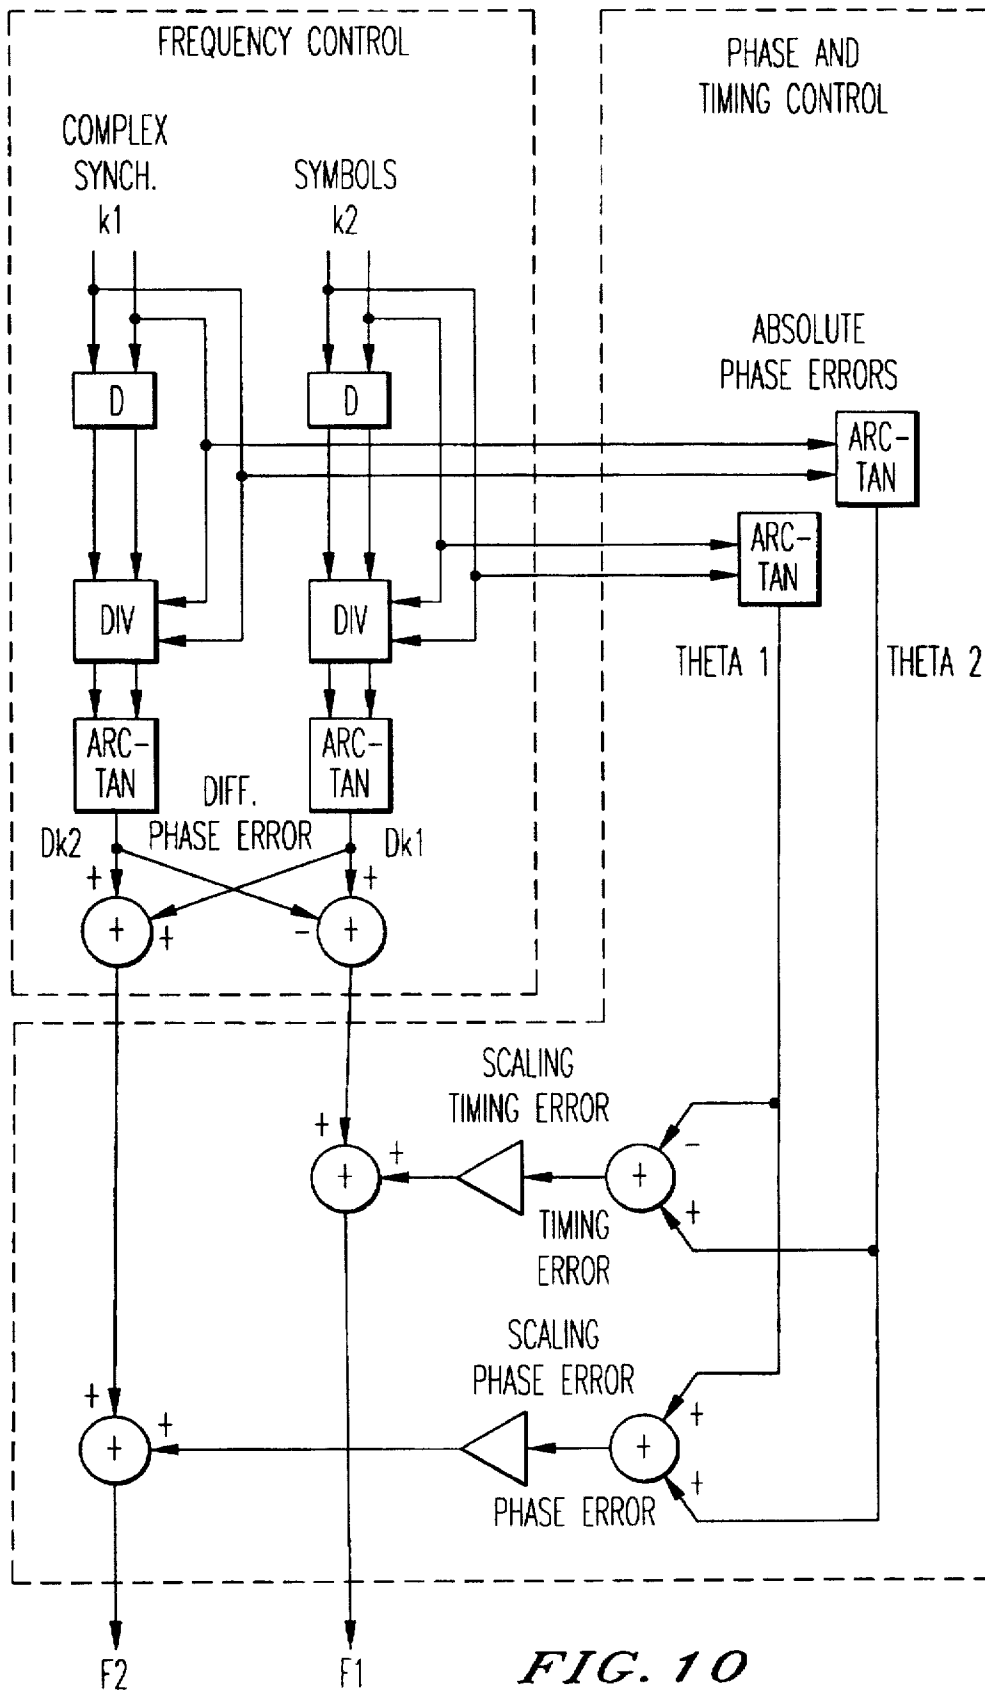 FREQUENCY CONTROL
PHASE AND
TIMING CONTROL
COMPLEX
SYNCH.
k1
SYMBOLS
k2
ABSOLUTE
PHASE ERRORS
D
D
ARC-
TAN
ARC-
TAN
DIV
DIV
THETA 1
THETA 2
ARC-
TAN
ARC-
TAN
DIFF.
PHASE ERROR
Dk2
Dk1
+
+
+
+
-
+
SCALING
TIMING ERROR
+
+
-
+
+
+
TIMING
ERROR
SCALING
PHASE ERROR
+
+
+
+
+
+
PHASE ERROR
F2
F1
FIG. 10